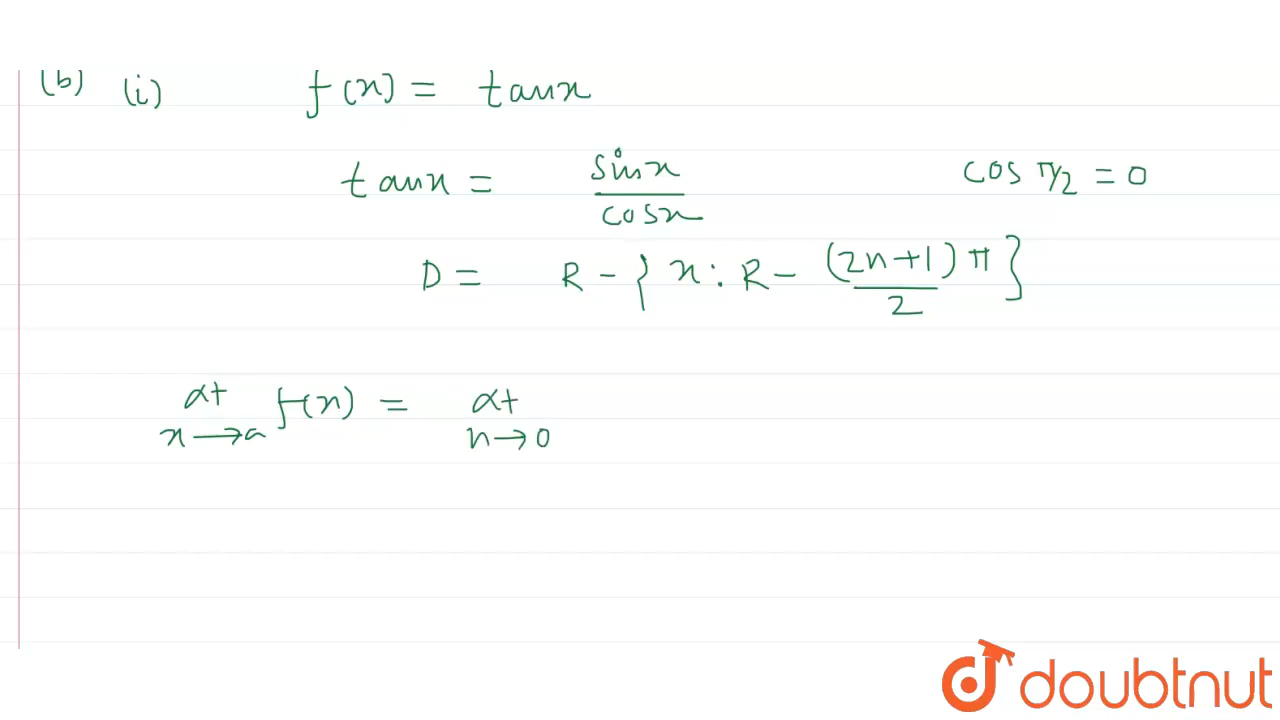 (b) (i) f(x) = tanx
tanx = sinx/cosx cos π/2 = 0
D = R - { x : R - (2n+1)π/2 }
Lt x→a f(x) = Lt h→0
doubtnut